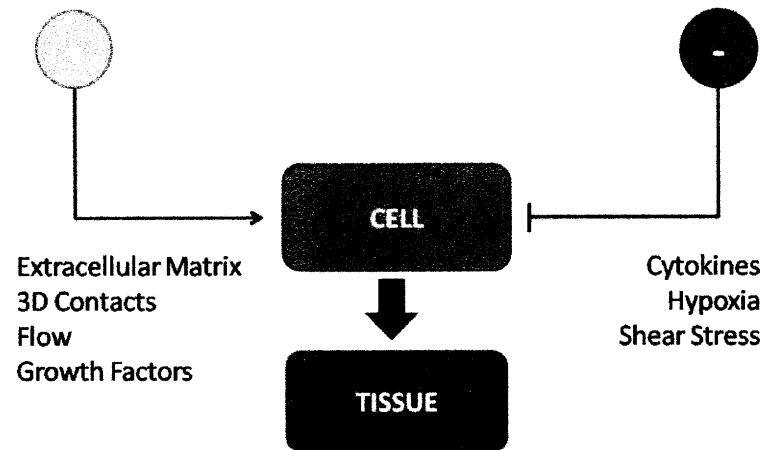 -
CELL
Extracellular Matrix
3D Contacts
Flow
Growth Factors
Cytokines
Hypoxia
Shear Stress
TISSUE